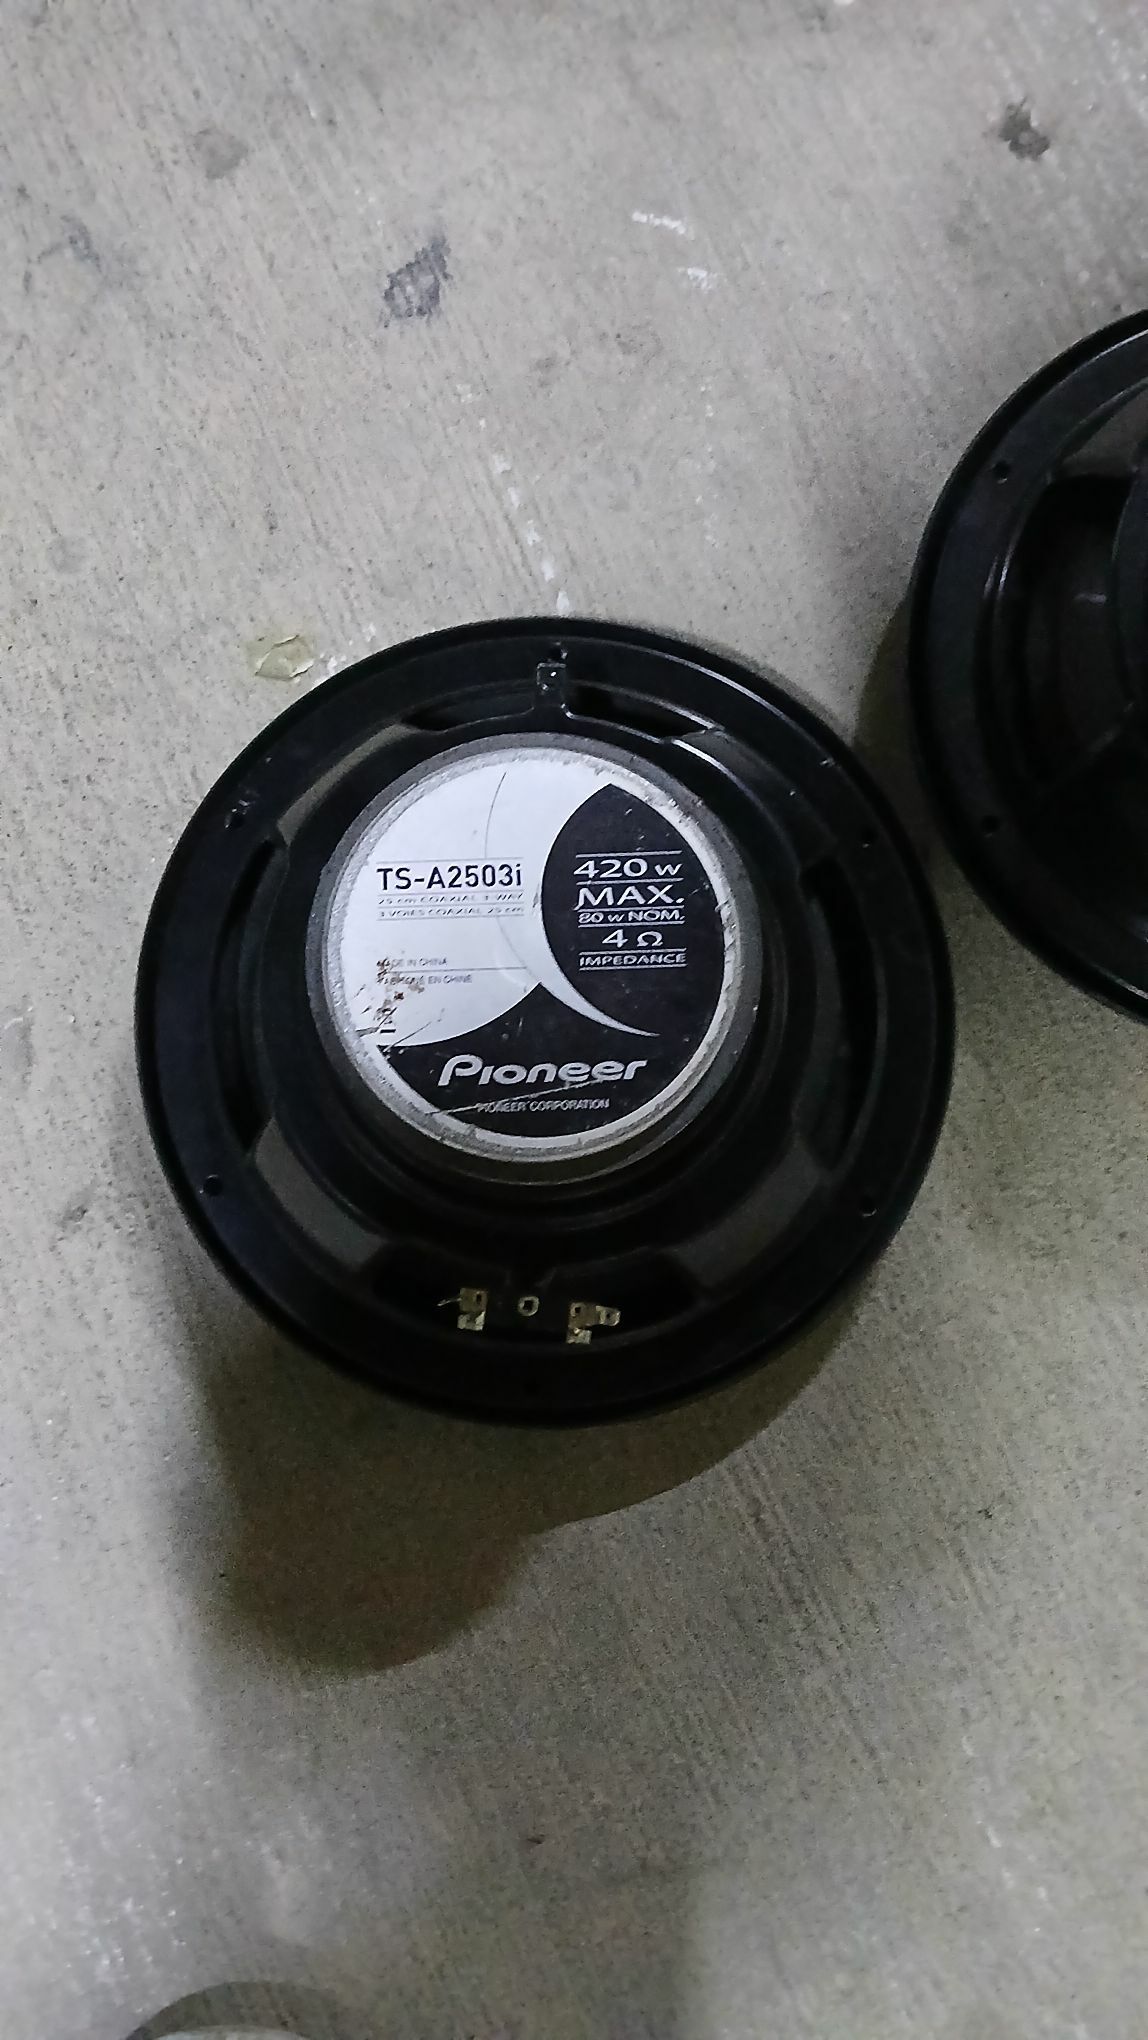 TS-A2503i
25 cm COAXIAL 3-WAY
3 VOIES COAXIAL 25 cm
MADE IN CHINA
FABRIQUÉ EN CHINE
420 W
MAX.
80 W NOM.
4 Ω
IMPEDANCE
Pioneer
PIONEER CORPORATION